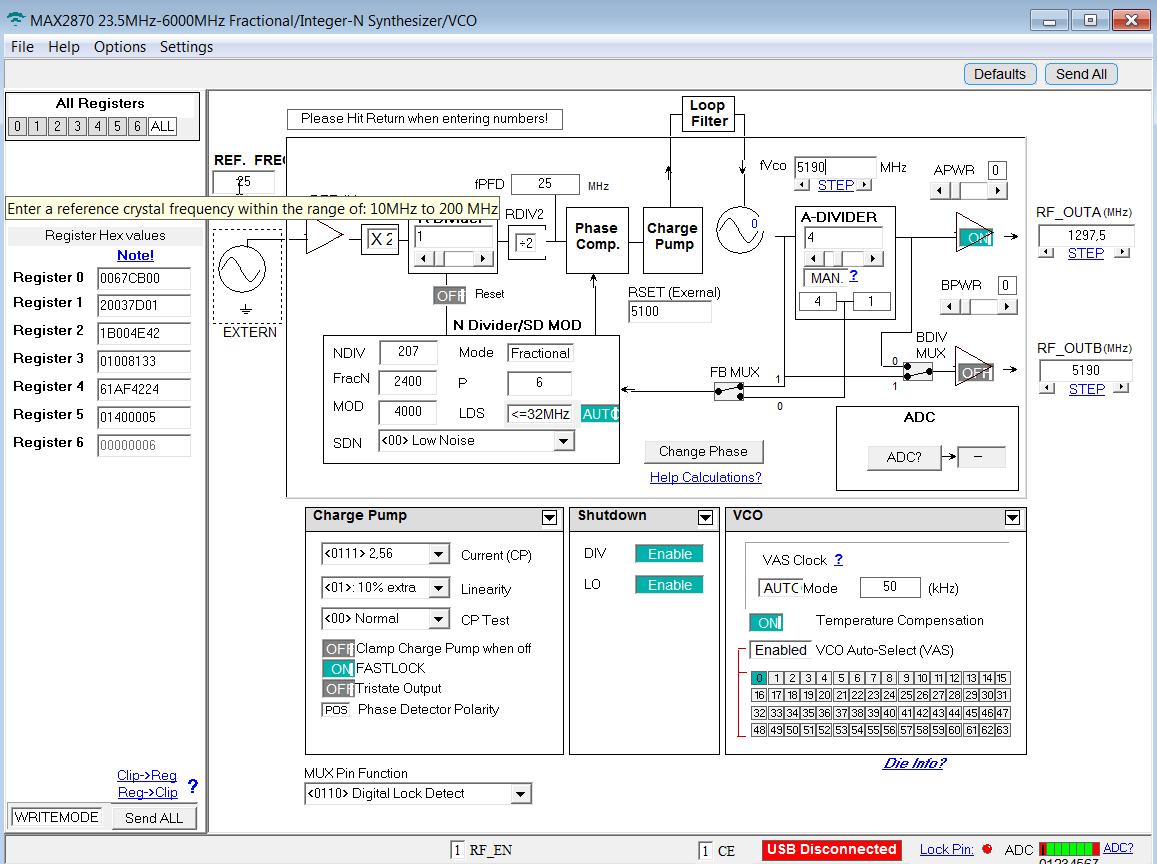 MAX2870 23.5MHz-6000MHz Fractional/Integer-N Synthesizer/VCO
File Help Options Settings
Defaults Send All
All Registers
0 1 2 3 4 5 6 ALL
Please Hit Return when entering numbers!
Loop
Filter
REF. FRE
25
fPFD 25 MHz
fVco 5190 MHz
STEP
APWR 0
Enter a reference crystal frequency within the range of: 10MHz to 200 MHz
Register Hex values
Note!
Register 0 0067CB00
Register 1 20037D01
Register 2 1B004E42
Register 3 01008133
Register 4 61AF4224
Register 5 01400005
Register 6 00000006
EXTERN
X 2
R Divider
1
RDIV2
÷2
Phase
Comp.
Charge
Pump
0
A-DIVIDER
4
MAN. ?
4 1
ON
RF_OUTA (MHz)
1297,5
STEP
OFF Reset
RSET (Exernal)
5100
BPWR 0
N Divider/SD MOD
NDIV 207 Mode Fractional
FracN 2400 P 6
MOD 4000 LDS <=32MHz AUTO
SDN <00> Low Noise
FB MUX
1
0
BDIV
MUX
0
1
OFF
RF_OUTB (MHz)
5190
STEP
Change Phase
Help Calculations?
ADC
ADC? –
Charge Pump
<0111> 2,56 Current (CP)
<01>: 10% extra Linearity
<00> Normal CP Test
OFF Clamp Charge Pump when off
ON FASTLOCK
OFF Tristate Output
POS Phase Detector Polarity
Shutdown
DIV Enable
LO Enable
VCO
VAS Clock ?
AUTO Mode 50 (kHz)
ON Temperature Compensation
Enabled VCO Auto-Select (VAS)
0 1 2 3 4 5 6 7 8 9 10 11 12 13 14 15
16 17 18 19 20 21 22 23 24 25 26 27 28 29 30 31
32 33 34 35 36 37 38 39 40 41 42 43 44 45 46 47
48 49 50 51 52 53 54 55 56 57 58 59 60 61 62 63
Die Info?
MUX Pin Function
<0110> Digital Lock Detect
Clip->Reg
Reg->Clip ?
WRITEMODE Send ALL
1 RF_EN
1 CE
USB Disconnected
Lock Pin:
ADC
ADC?
01234567